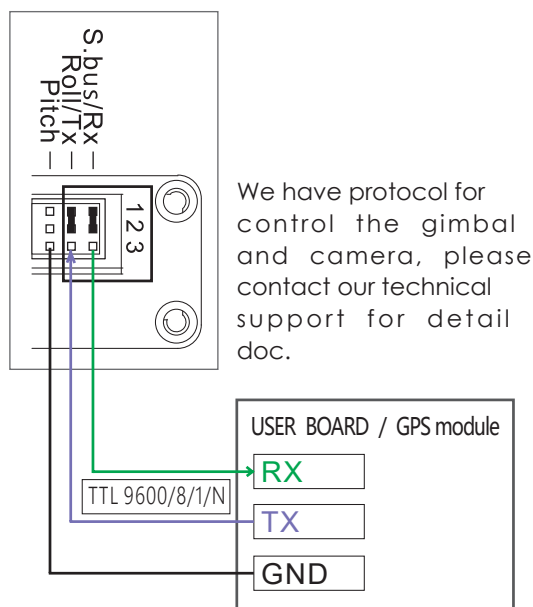 S.bus/Rx
Roll/Tx
Pitch
1 2 3
We have protocol for
control the gimbal
and camera, please
contact our technical
support for detail
doc.
USER BOARD / GPS module
RX
TTL 9600/8/1/N
TX
GND